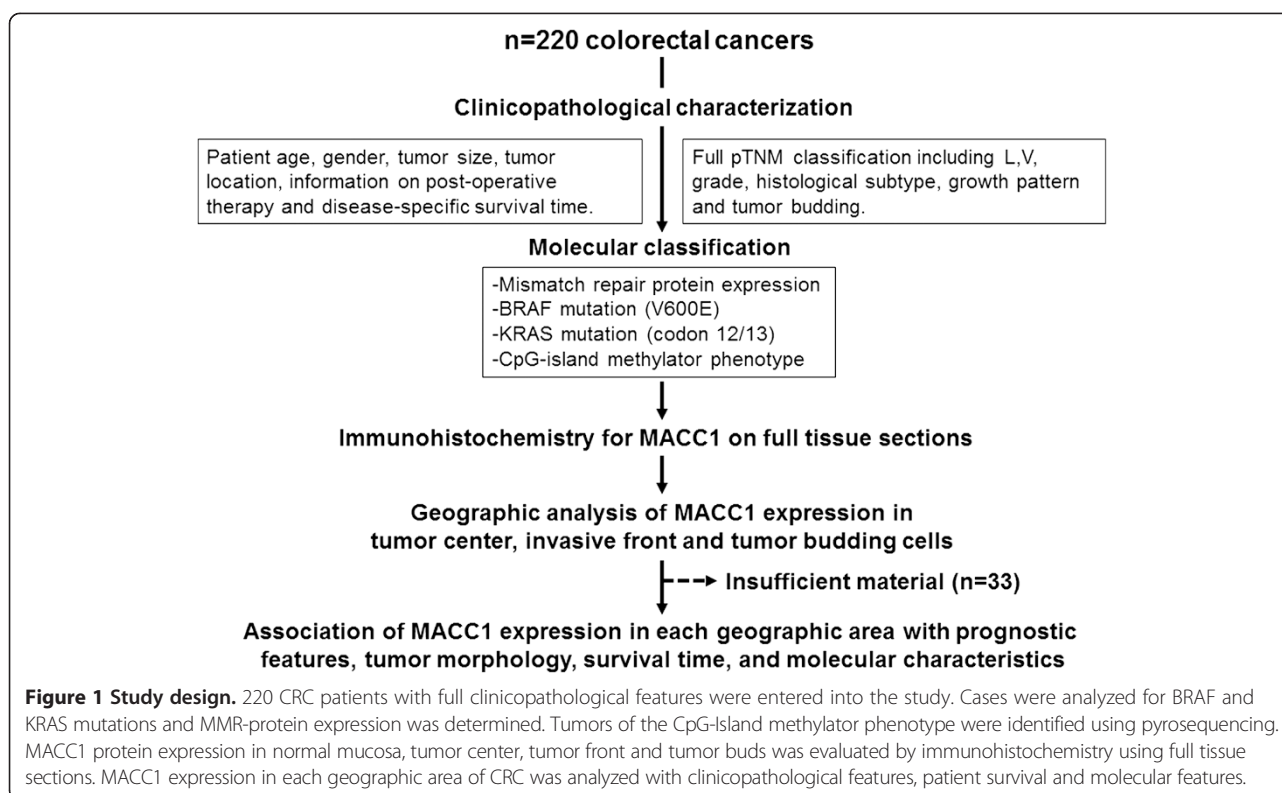 n=220 colorectal cancers
Clinicopathological characterization
Patient age, gender, tumor size, tumor
location, information on post-operative
therapy and disease-specific survival time.
Full pTNM classification including L,V,
grade, histological subtype, growth pattern
and tumor budding.
Molecular classification
-Mismatch repair protein expression
-BRAF mutation (V600E)
-KRAS mutation (codon 12/13)
-CpG-island methylator phenotype
Immunohistochemistry for MACC1 on full tissue sections
Geographic analysis of MACC1 expression in
tumor center, invasive front and tumor budding cells
Insufficient material (n=33)
Association of MACC1 expression in each geographic area with prognostic
features, tumor morphology, survival time, and molecular characteristics
Figure 1 Study design. 220 CRC patients with full clinicopathological features were entered into the study. Cases were analyzed for BRAF and
KRAS mutations and MMR-protein expression was determined. Tumors of the CpG-Island methylator phenotype were identified using pyrosequencing.
MACC1 protein expression in normal mucosa, tumor center, tumor front and tumor buds was evaluated by immunohistochemistry using full tissue
sections. MACC1 expression in each geographic area of CRC was analyzed with clinicopathological features, patient survival and molecular features.